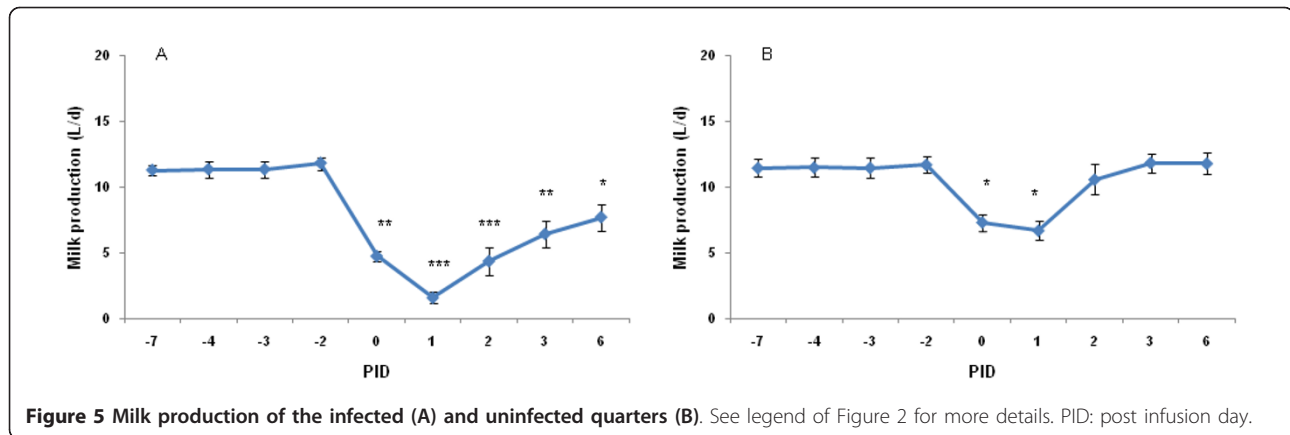 A
20
15
10
5
0
Milk production (L/d)
** *** *** ** *
-7 -4 -3 -2 0 1 2 3 6
PID
B
20
15
10
5
0
Milk production (L/d)
* *
-7 -4 -3 -2 0 1 2 3 6
PID
Figure 5 Milk production of the infected (A) and uninfected quarters (B). See legend of Figure 2 for more details. PID: post infusion day.